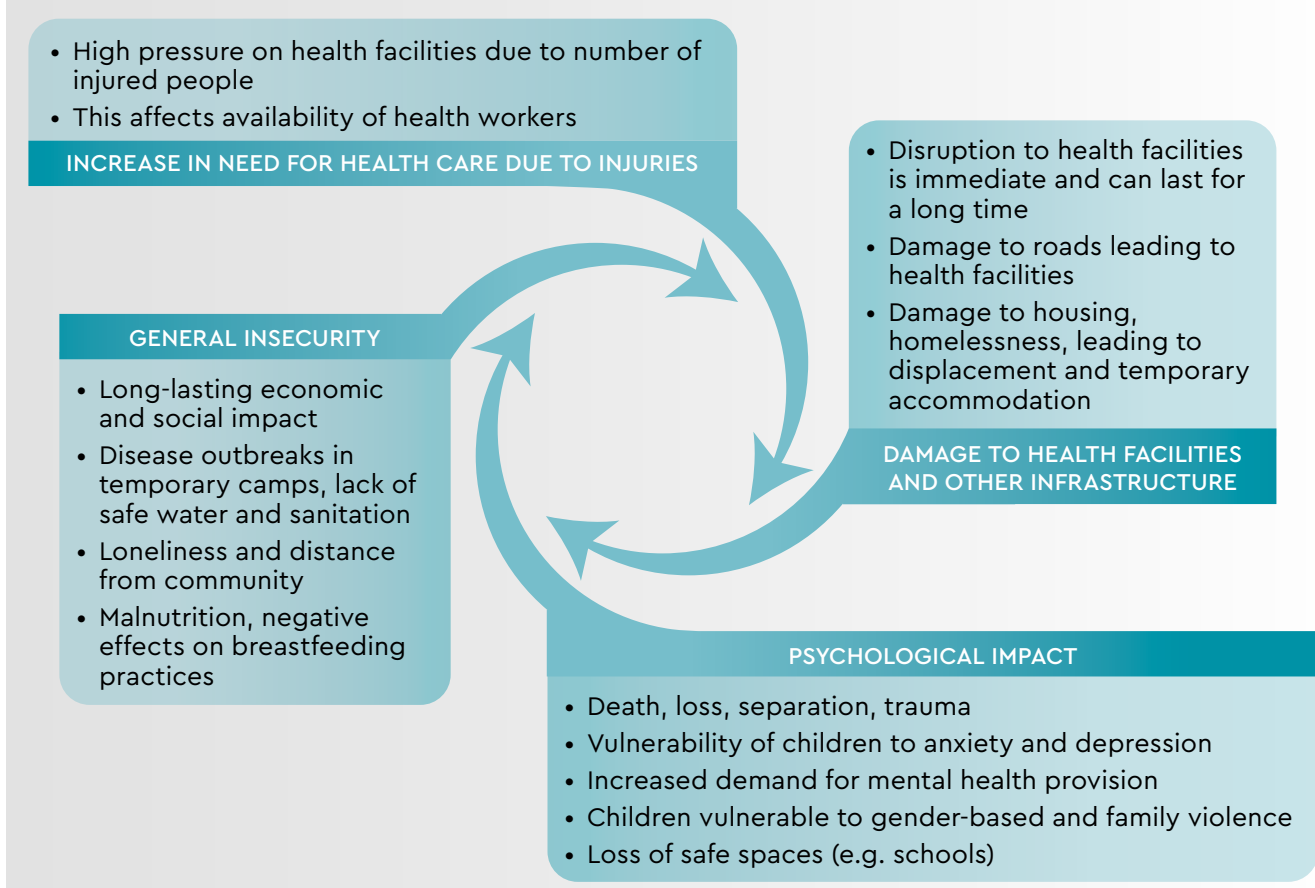 • High pressure on health facilities due to number of
injured people
• This affects availability of health workers
INCREASE IN NEED FOR HEALTH CARE DUE TO INJURIES
• Disruption to health facilities
is immediate and can last for
a long time
• Damage to roads leading to
health facilities
• Damage to housing,
homelessness, leading to
displacement and temporary
accommodation
DAMAGE TO HEALTH FACILITIES
AND OTHER INFRASTRUCTURE
PSYCHOLOGICAL IMPACT
• Death, loss, separation, trauma
• Vulnerability of children to anxiety and depression
• Increased demand for mental health provision
• Children vulnerable to gender-based and family violence
• Loss of safe spaces (e.g. schools)
GENERAL INSECURITY
• Long-lasting economic
and social impact
• Disease outbreaks in
temporary camps, lack of
safe water and sanitation
• Loneliness and distance
from community
• Malnutrition, negative
effects on breastfeeding
practices